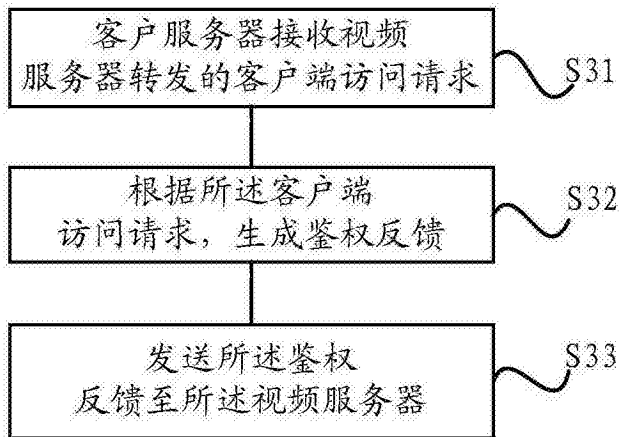 客户服务器接收视频
服务器转发的客户端访问请求
S31
根据所述客户端
访问请求，生成鉴权反馈
S32
发送所述鉴权
反馈至所述视频服务器
S33